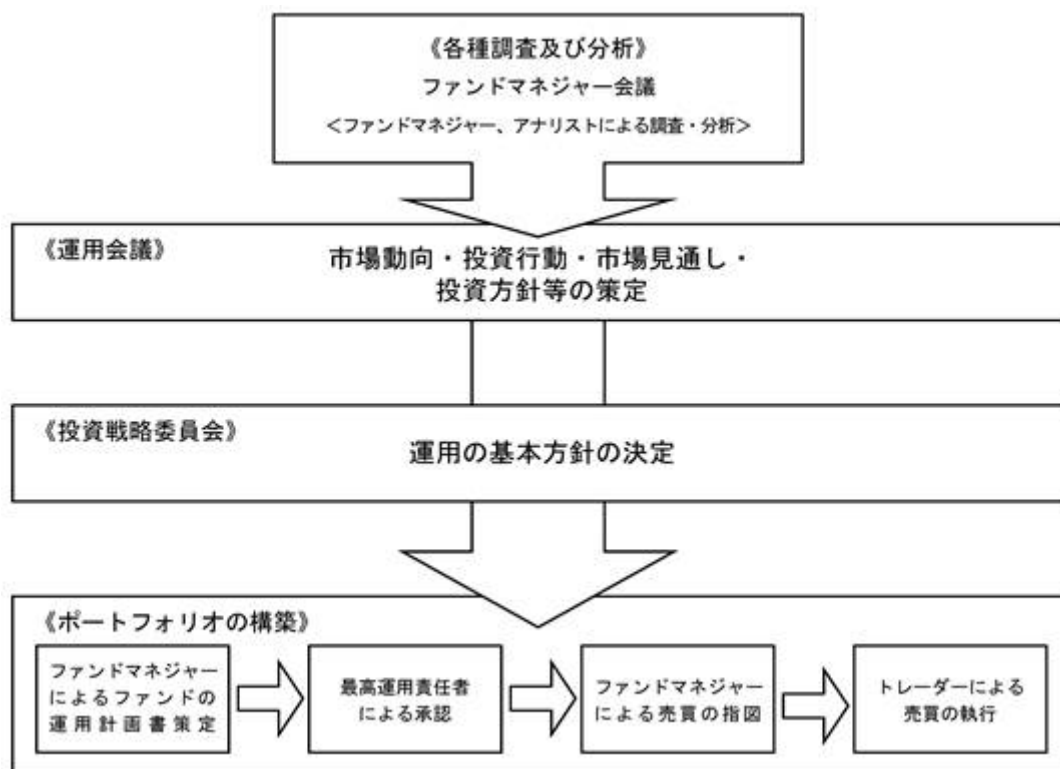 《各種調査及び分析》
ファンドマネジャー会議
＜ファンドマネジャー、アナリストによる調査・分析＞
《運用会議》
市場動向・投資行動・市場見通し・
投資方針等の策定
《投資戦略委員会》
運用の基本方針の決定
《ポートフォリオの構築》
ファンドマネジャー
によるファンドの
運用計画書策定
最高運用責任者
による承認
ファンドマネジャー
による売買の指図
トレーダーによる
売買の執行